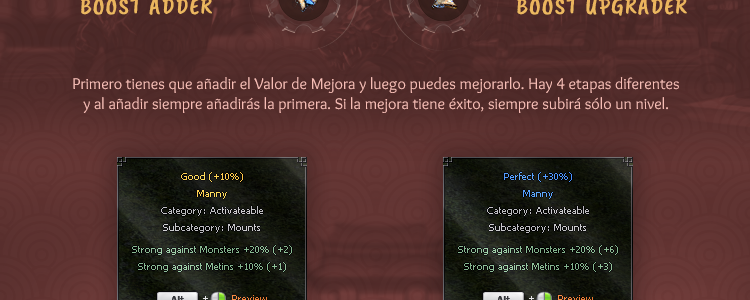 BOOST ADDER BOOST UPGRADER
Primero tienes que añadir el Valor de Mejora y luego puedes mejorarlo. Hay 4 etapas diferentes
y al añadir siempre añadirás la primera. Si la mejora tiene éxito, siempre subirá sólo un nivel.
Good (+10%)
Manny
Category: Activateable
Subcategory: Mounts
Strong against Monsters +20% (+2)
Strong against Metins +10% (+1)
Alt + Preview
Perfect (+30%)
Manny
Category: Activateable
Subcategory: Mounts
Strong against Monsters +20% (+6)
Strong against Metins +10% (+3)
Alt + Preview